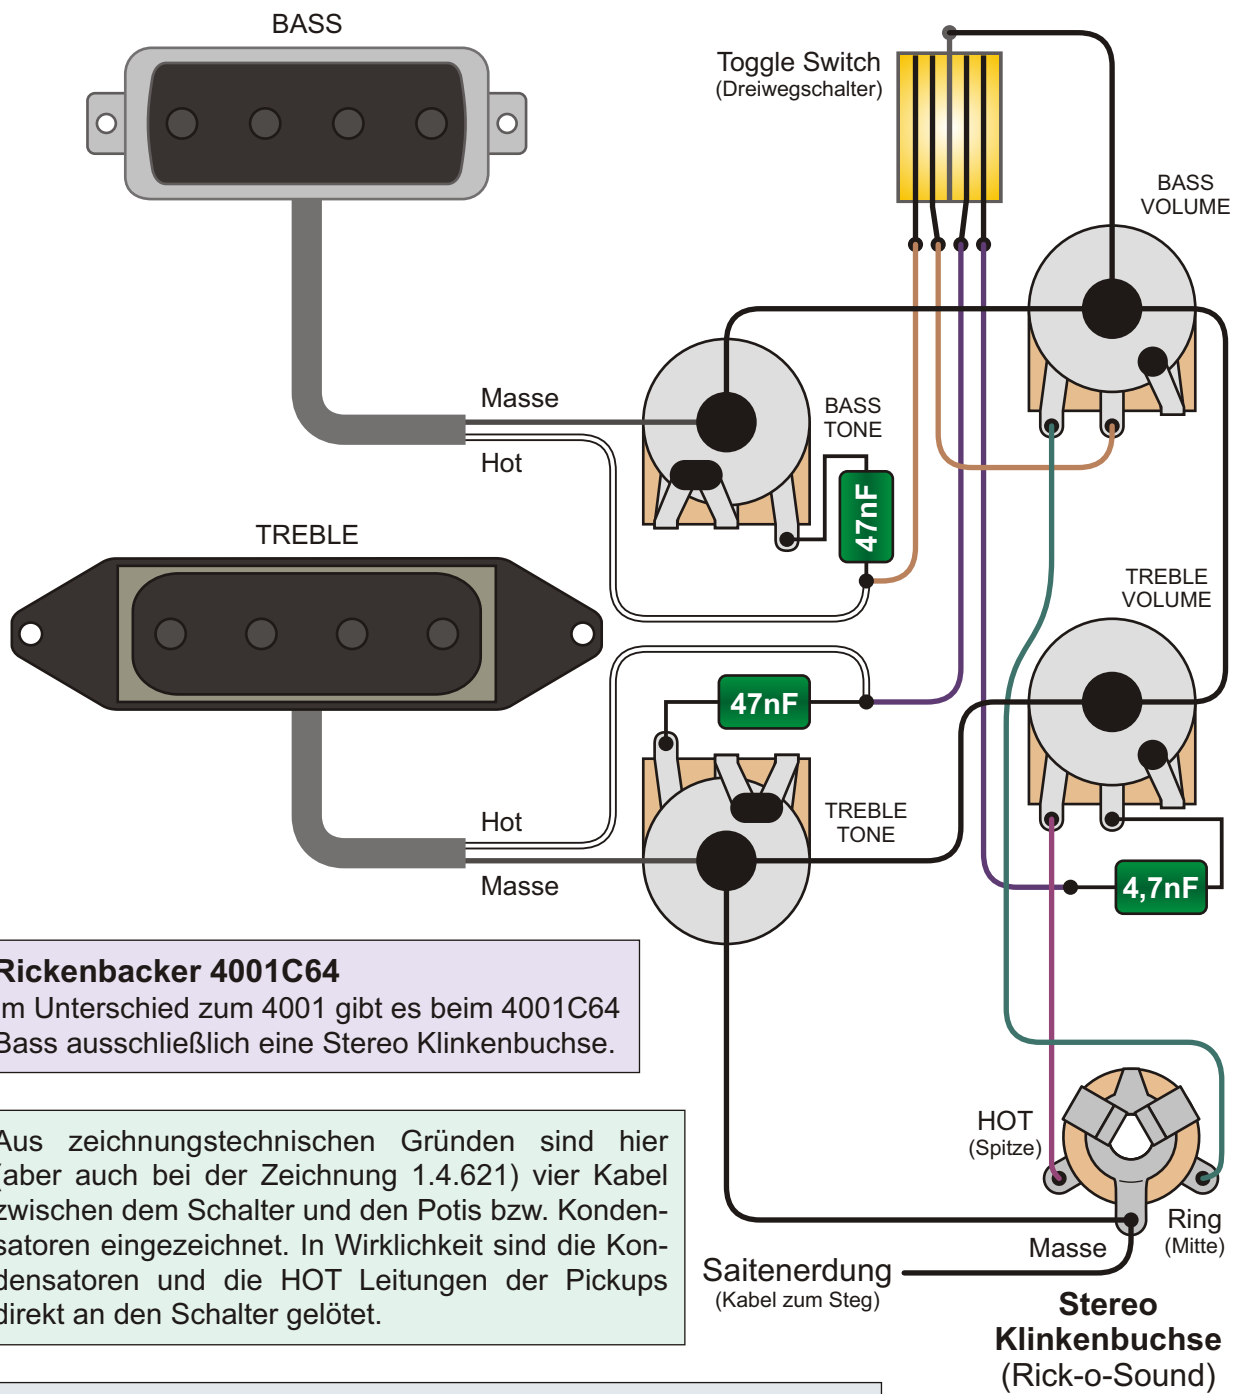 BASS
Toggle Switch
(Dreiwegschalter)
BASS
VOLUME
Masse
Hot
BASS
TONE
47nF
TREBLE
TREBLE
VOLUME
47nF
TREBLE
TONE
Hot
Masse
4,7nF
Rickenbacker 4001C64
Im Unterschied zum 4001 gibt es beim 4001C64
Bass ausschließlich eine Stereo Klinkenbuchse.
Aus zeichnungstechnischen Gründen sind hier
(aber auch bei der Zeichnung 1.4.621) vier Kabel
zwischen dem Schalter und den Potis bzw. Konden-
satoren eingezeichnet. In Wirklichkeit sind die Kon-
densatoren und die HOT Leitungen der Pickups
direkt an den Schalter gelötet.
HOT
(Spitze)
Ring
(Mitte)
Masse
Saitenerdung
(Kabel zum Steg)
Stereo
Klinkenbuchse
(Rick-o-Sound)